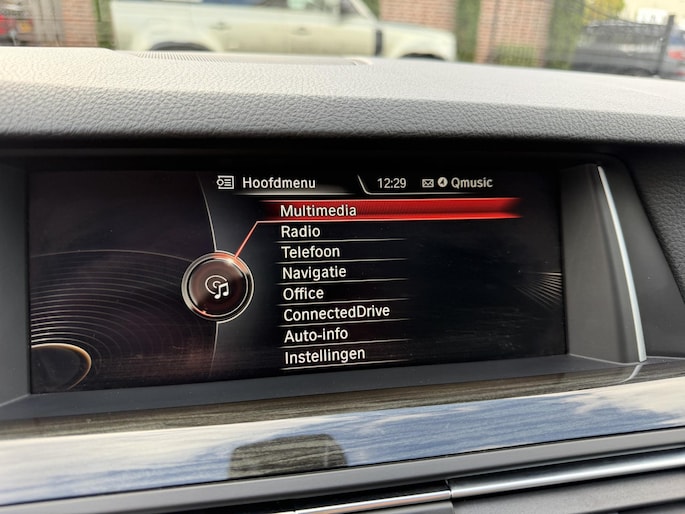 Hoofdmenu 12:29 Qmusic
Multimedia
Radio
Telefoon
Navigatie
Office
ConnectedDrive
Auto-info
Instellingen